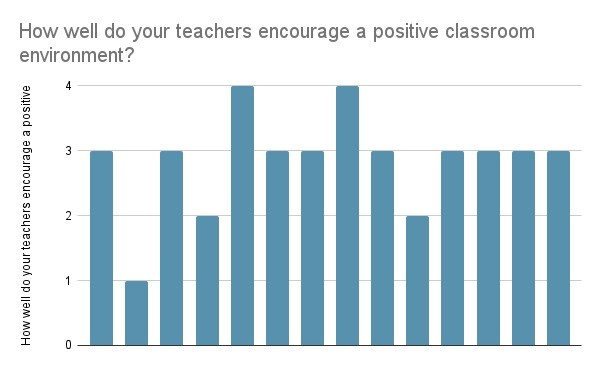 How well do your teachers encourage a positive classroom
environment?
How well do your teachers encourage a positive
4
3
2
1
0